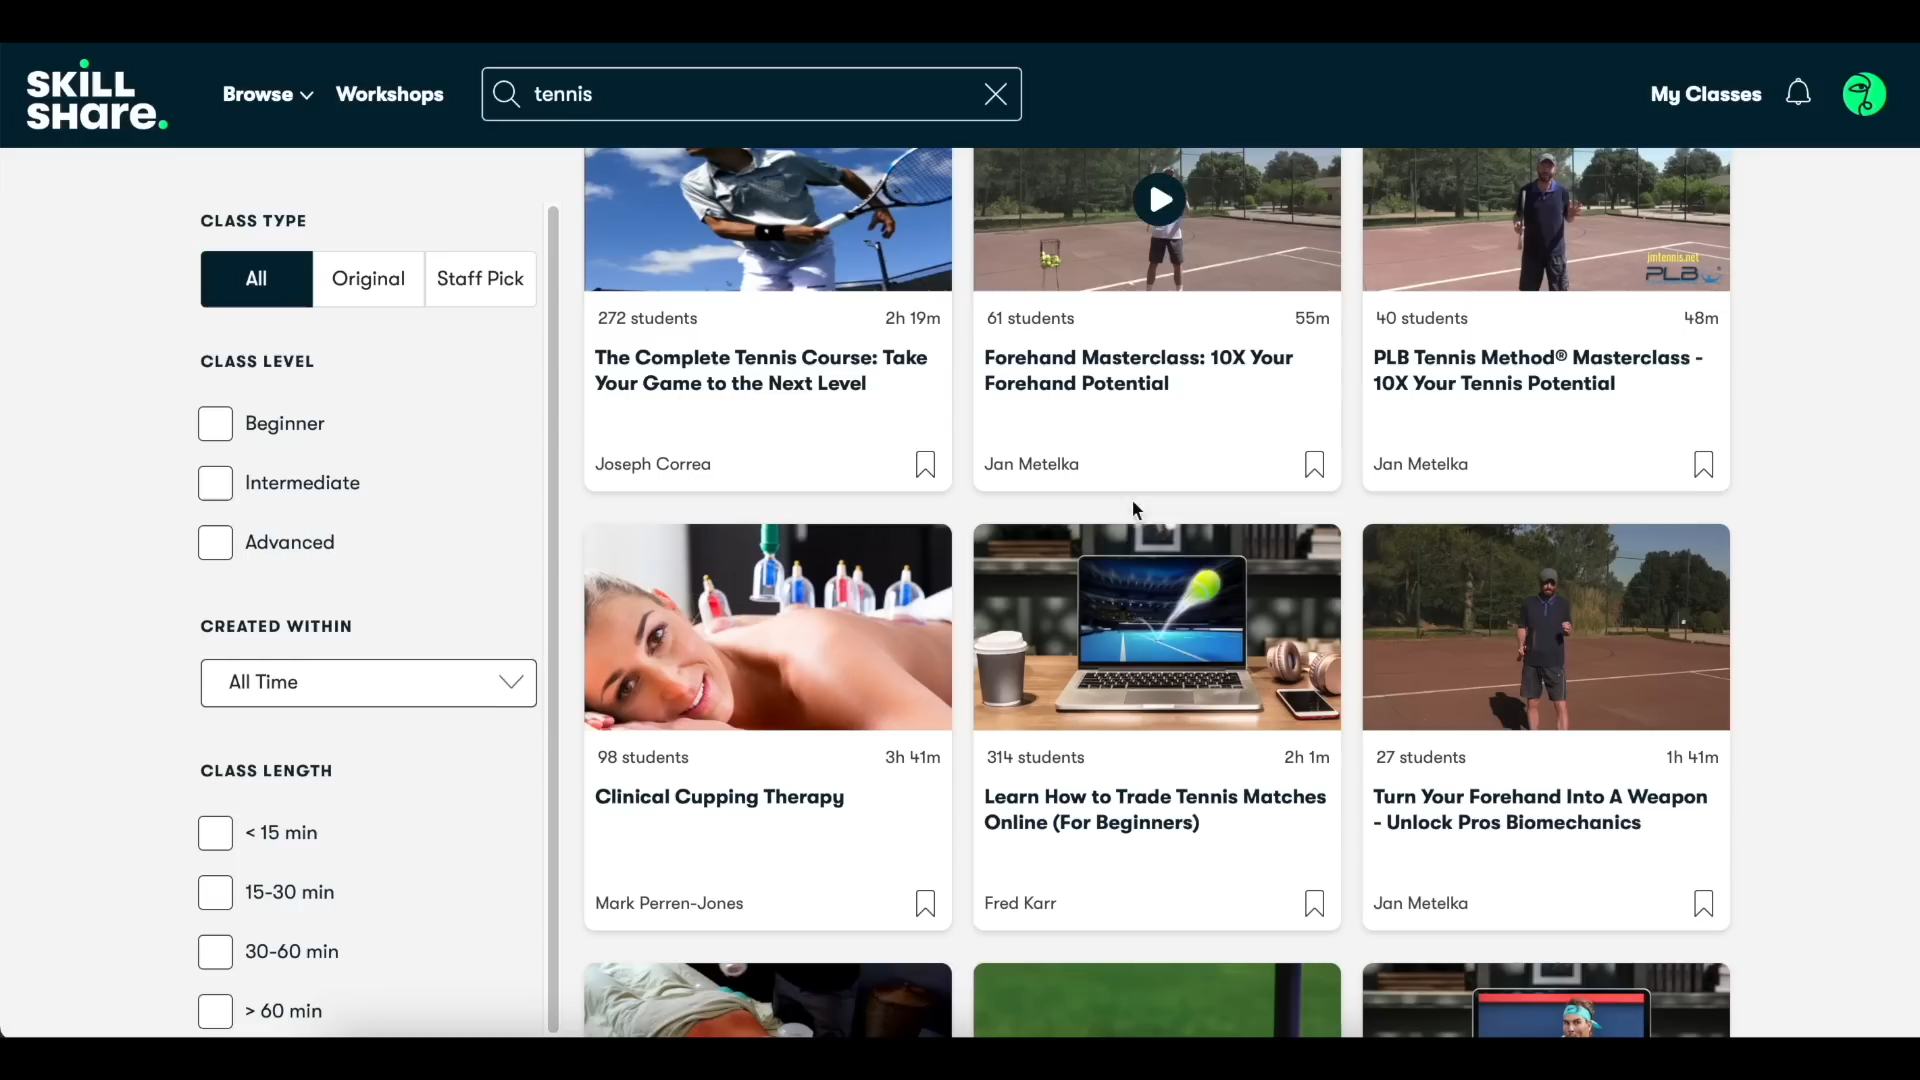 SKILL
SHare.
Browse
Workshops
tennis
My Classes
CLASS TYPE
All
Original
Staff Pick
CLASS LEVEL
Beginner
Intermediate
Advanced
CREATED WITHIN
All Time
CLASS LENGTH
< 15 min
15-30 min
30-60 min
> 60 min
272 students
2h 19m
The Complete Tennis Course: Take
Your Game to the Next Level
Joseph Correa
61 students
55m
Forehand Masterclass: 10X Your
Forehand Potential
Jan Metelka
jmtennis.net
PLB
40 students
48m
PLB Tennis Method® Masterclass -
10X Your Tennis Potential
Jan Metelka
98 students
3h 41m
Clinical Cupping Therapy
Mark Perren-Jones
314 students
2h 1m
Learn How to Trade Tennis Matches
Online (For Beginners)
Fred Karr
27 students
1h 41m
Turn Your Forehand Into A Weapon
- Unlock Pros Biomechanics
Jan Metelka